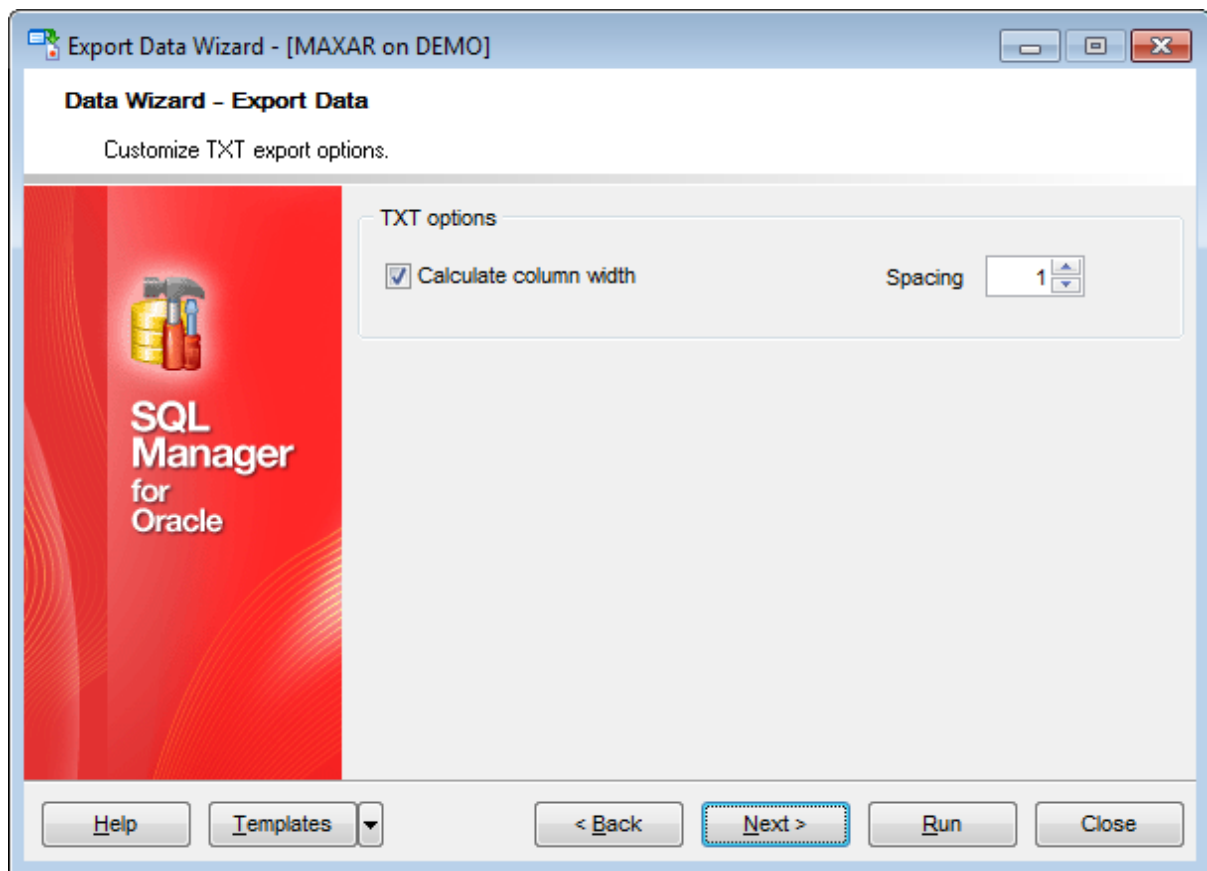 Export Data Wizard - [MAXAR on DEMO]
Data Wizard – Export Data
Customize TXT export options.
TXT options
Calculate column width
Spacing
1
SQL
Manager
for
Oracle
Help
Templates
< Back
Next >
Run
Close